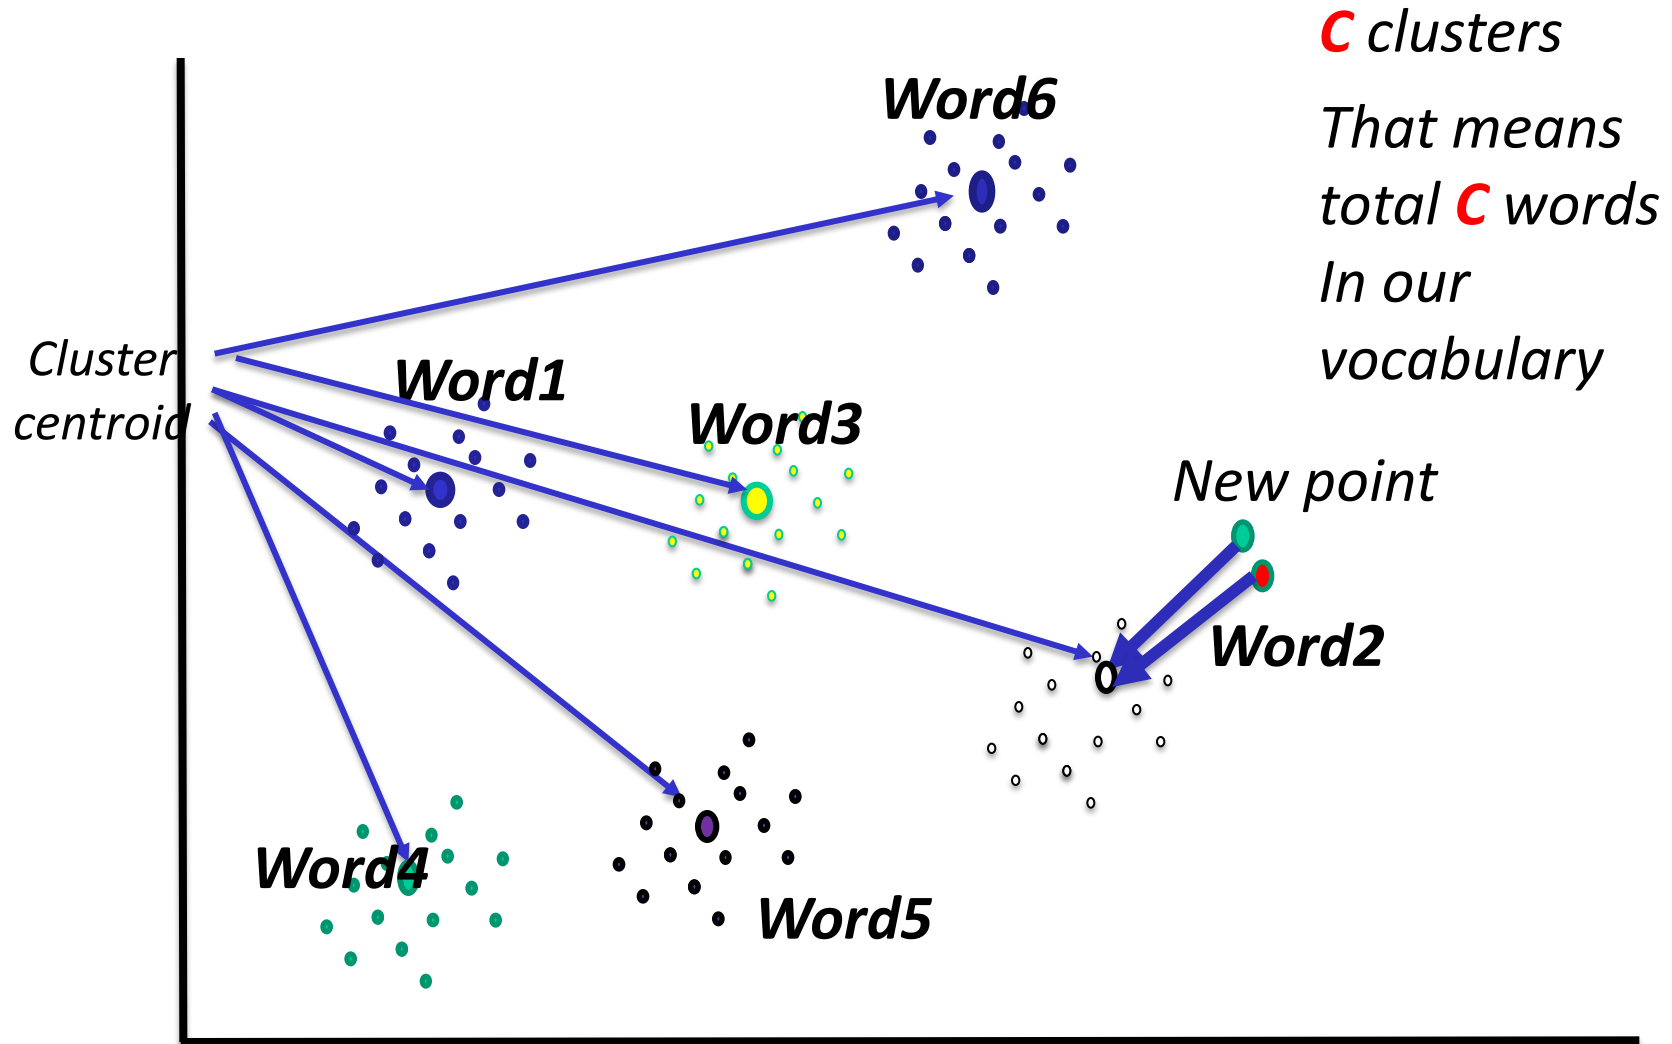 C clusters
That means
total C words
In our
vocabulary
Word6
Cluster
centroid
Word1
Word3
New point
Word2
Word4
Word5